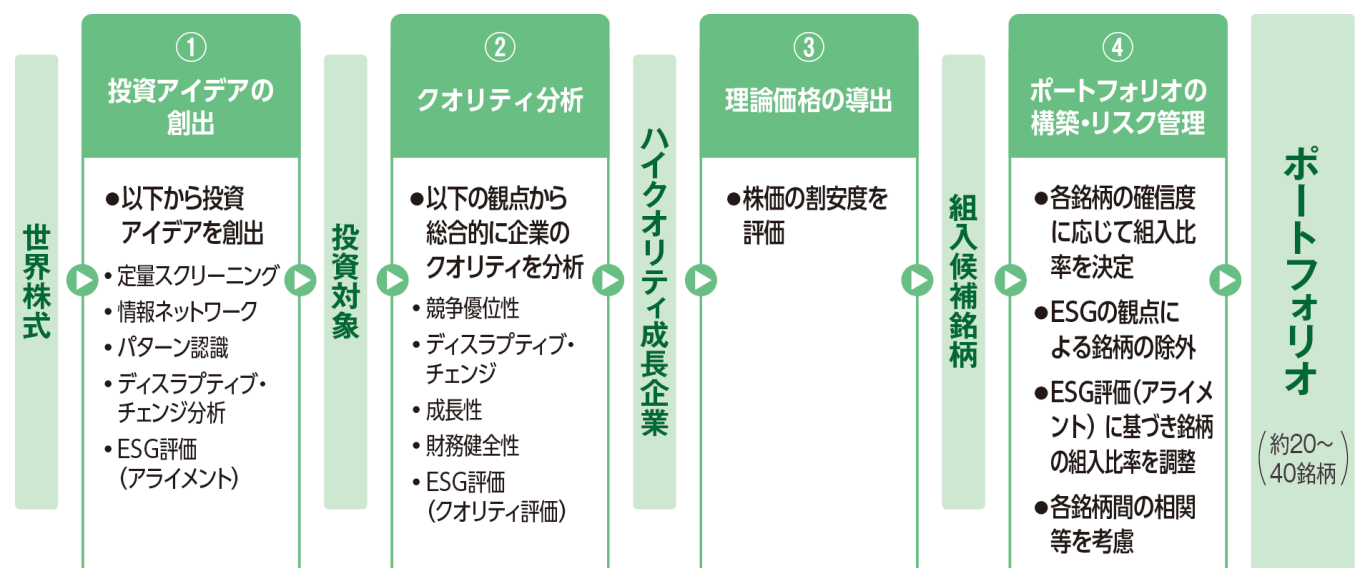 世界株式
①
投資アイデアの
創出
●以下から投資
アイデアを創出
• 定量スクリーニング
• 情報ネットワーク
• パターン認識
• ディスラプティブ・
チェンジ分析
• ESG評価
（アライメント）
投資対象
②
クオリティ分析
●以下の観点から
総合的に企業の
クオリティを分析
• 競争優位性
• ディスラプティブ・
チェンジ
• 成長性
• 財務健全性
• ESG評価
（クオリティ評価）
ハイクオリティ成長企業
③
理論価格の導出
●株価の割安度を
評価
組入候補銘柄
④
ポートフォリオの
構築・リスク管理
●各銘柄の確信度
に応じて組入比
率を決定
●ESGの観点に
よる銘柄の除外
●ESG評価（アライメ
ント）に基づき銘柄
の組入比率を調整
●各銘柄間の相関
等を考慮
ポートフォリオ
（約20～
40銘柄）